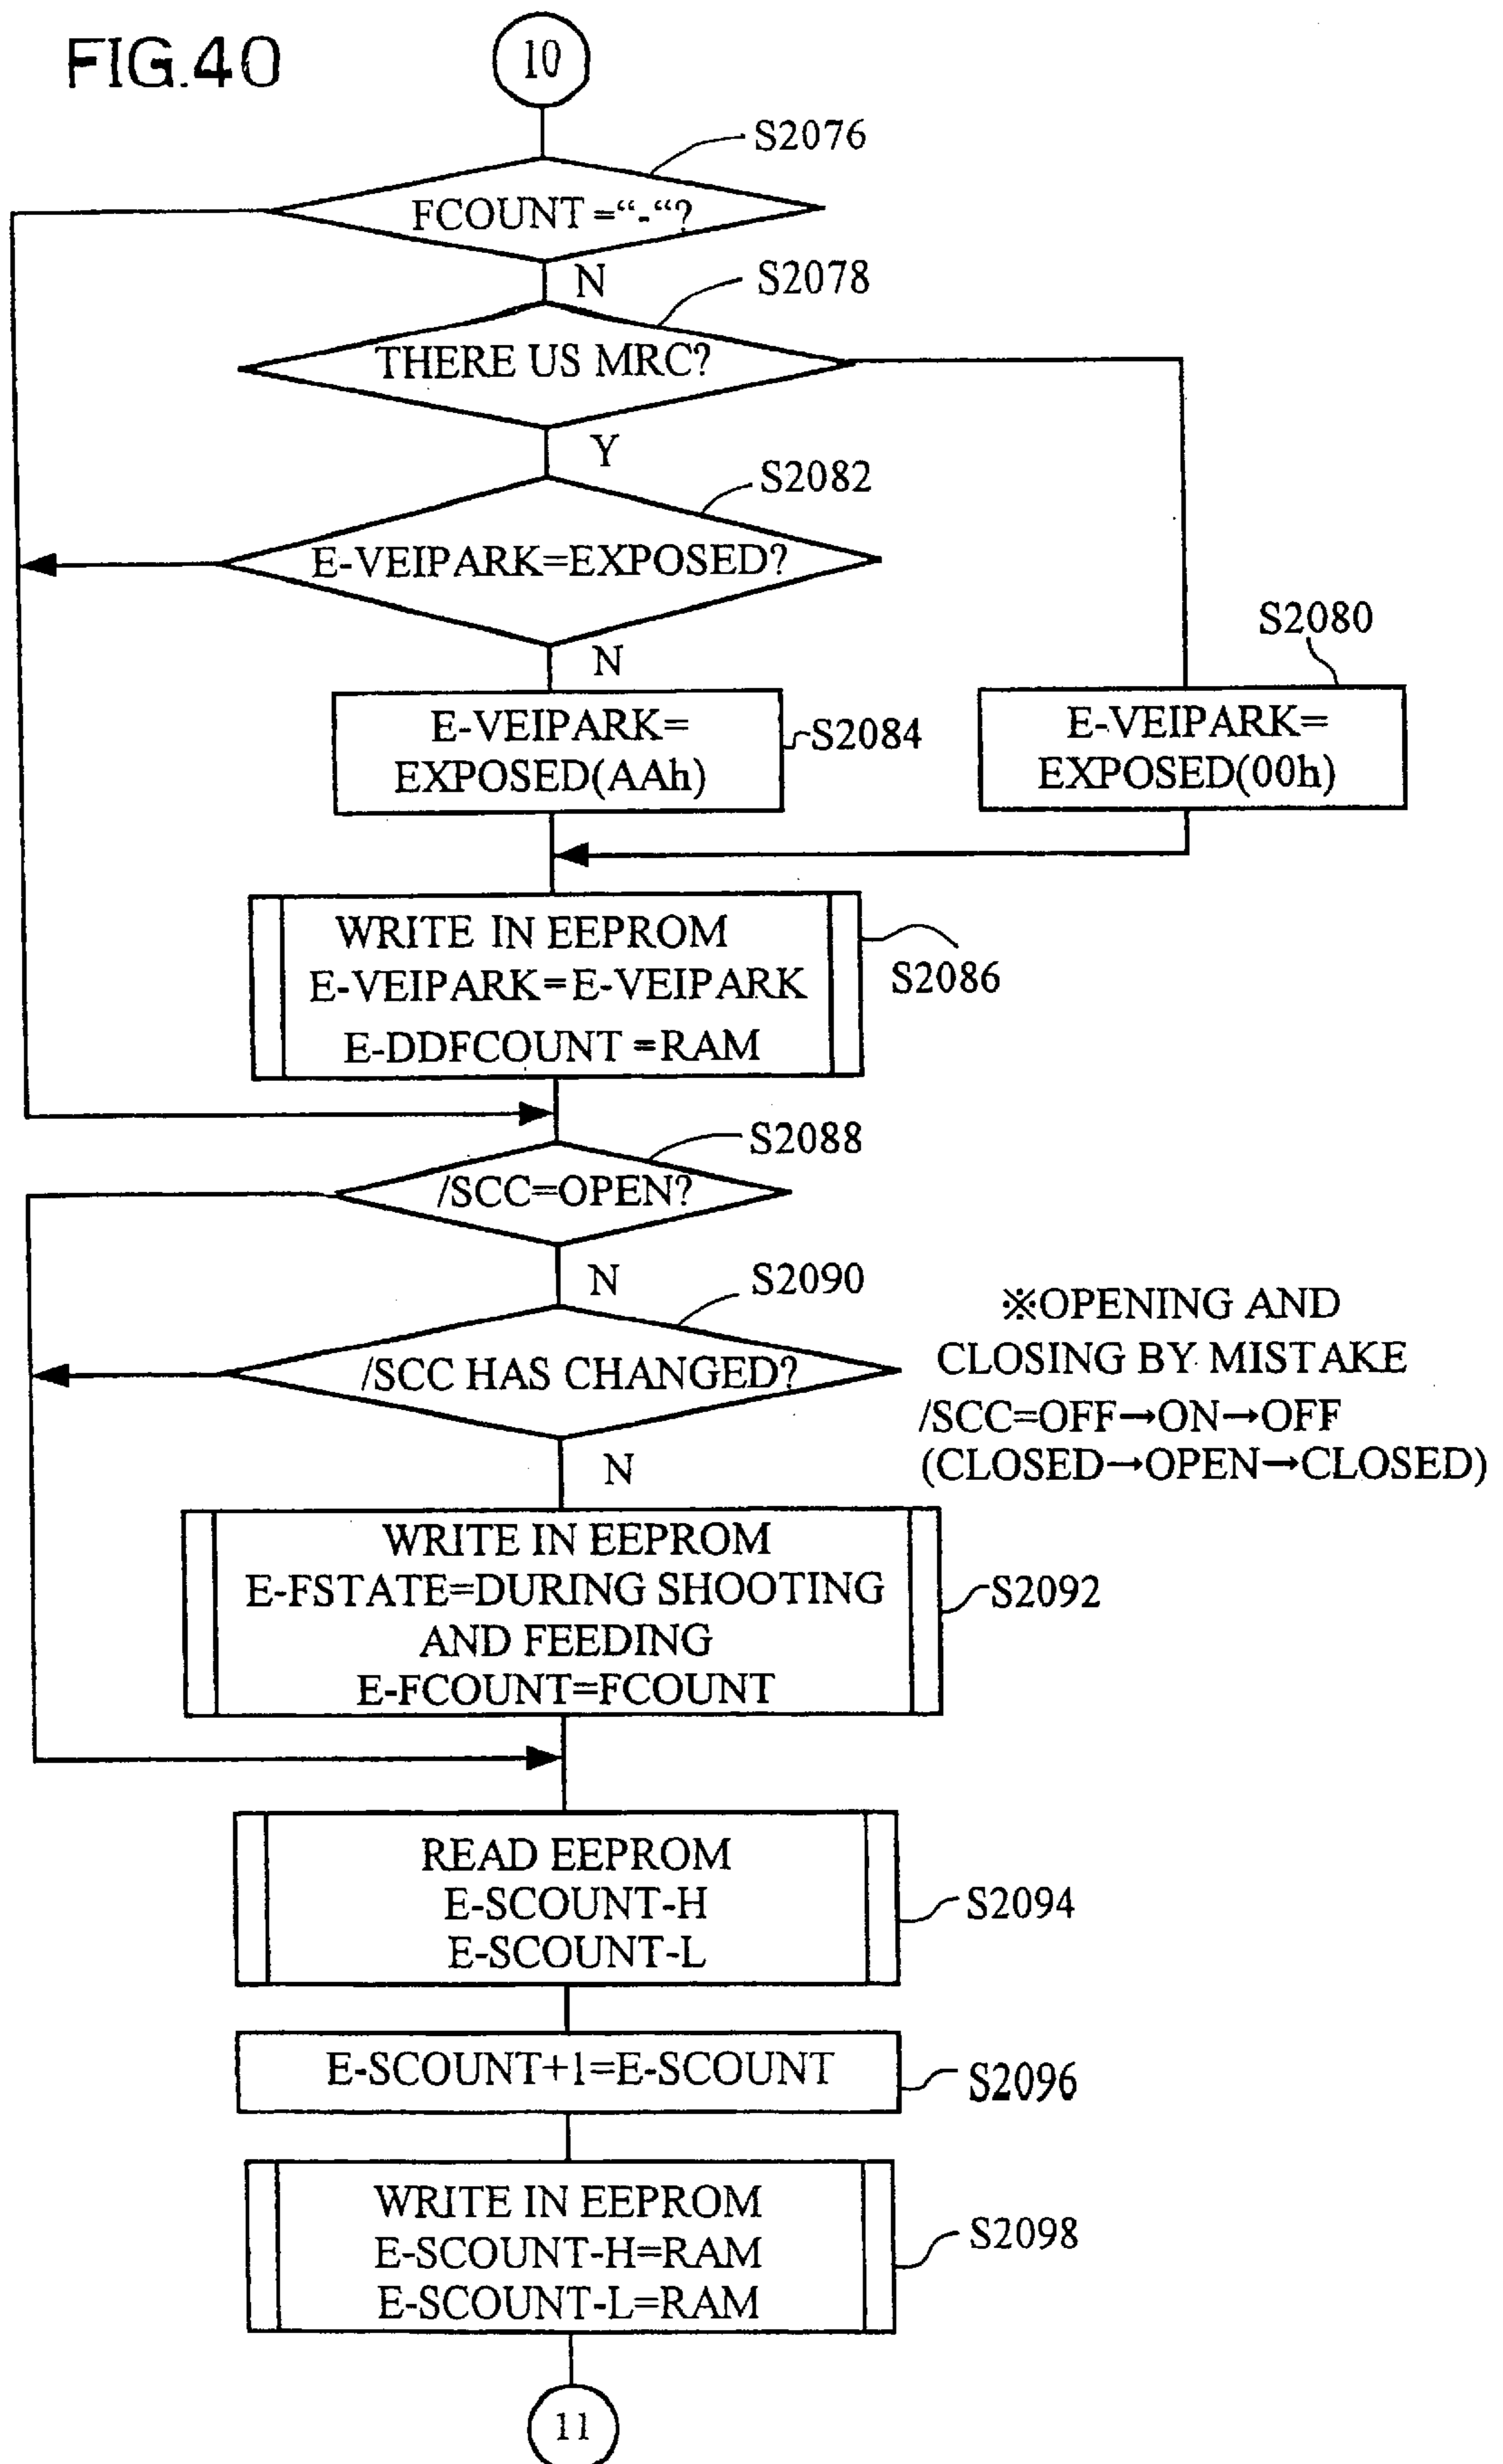 FIG.40
10
S2076
FCOUNT =“-“?
N
S2078
THERE US MRC?
Y
S2082
E-VEIPARK=EXPOSED?
N
S2080
E-VEIPARK=
EXPOSED(AAh)
S2084
E-VEIPARK=
EXPOSED(00h)
WRITE IN EEPROM
E-VEIPARK=E-VEIPARK
E-DDFCOUNT =RAM
S2086
S2088
/SCC=OPEN?
N
S2090
/SCC HAS CHANGED?
※OPENING AND
CLOSING BY MISTAKE
/SCC=OFF→ON→OFF
(CLOSED→OPEN→CLOSED)
N
WRITE IN EEPROM
E-FSTATE=DURING SHOOTING
AND FEEDING
E-FCOUNT=FCOUNT
S2092
READ EEPROM
E-SCOUNT-H
E-SCOUNT-L
S2094
E-SCOUNT+1=E-SCOUNT
S2096
WRITE IN EEPROM
E-SCOUNT-H=RAM
E-SCOUNT-L=RAM
S2098
11